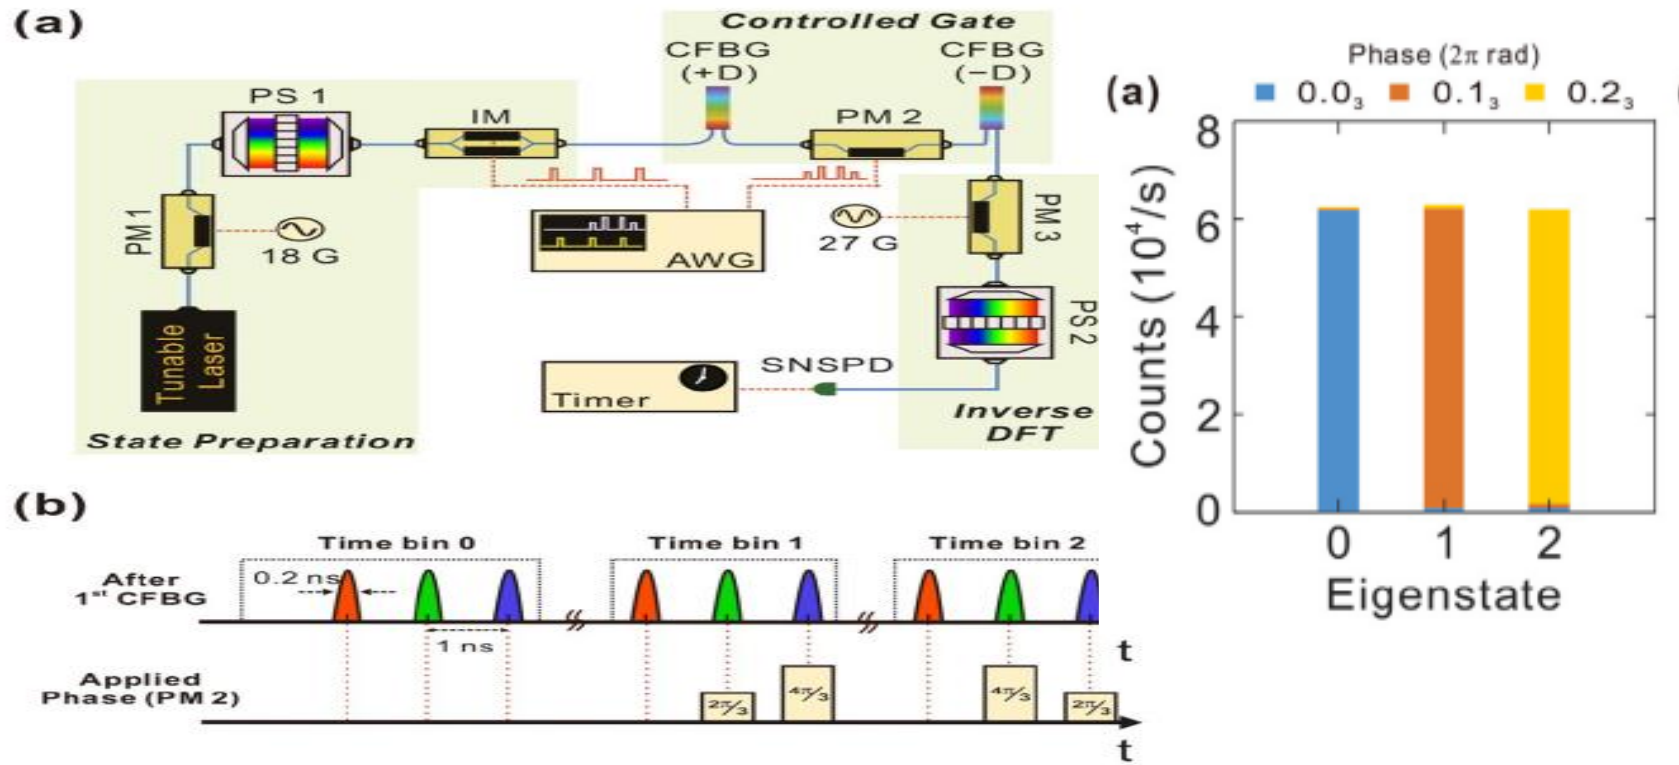 (a)
Controlled Gate
CFBG
(+D)
CFBG
(−D)
PS 1
IM
PM 2
PM 1
18 G
AWG
27 G
PM 3
PS 2
Tunable
Laser
Timer
SNSPD
State Preparation
Inverse
DFT
(b)
Time bin 0
Time bin 1
Time bin 2
After
1st CFBG
0.2 ns
1 ns
t
Applied
Phase (PM 2)
2π/3
4π/3
4π/3
2π/3
t
(a)
Phase (2π rad)
0.0₃ 0.1₃ 0.2₃
Counts (10⁴/s)
8
6
4
2
0
0 1 2
Eigenstate